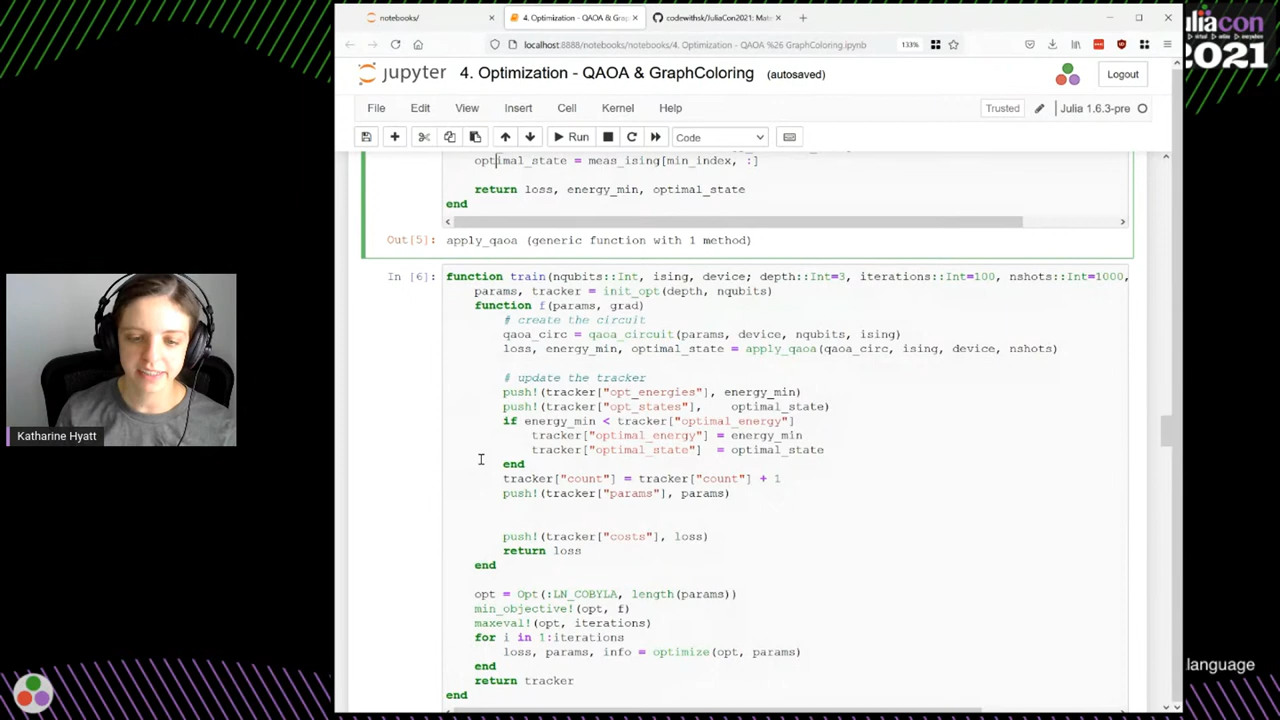 notebooks/
4. Optimization - QAOA & Grap
codewithsk/JuliaCon2021: Mate
localhost:8888/notebooks/notebooks/4. Optimization - QAOA %26 GraphColoring.ipynb
133%
uliacon
2021
jupyter
4. Optimization - QAOA & GraphColoring
(autosaved)
Logout
File
Edit
View
Insert
Cell
Kernel
Help
Trusted
Julia 1.6.3-pre
Run
Code
optimal_state = meas_ising[min_index, :]
return loss, energy_min, optimal_state
end
Out[5]:
apply_qaoa (generic function with 1 method)
In [6]:
function train(nqubits::Int, ising, device; depth::Int=3, iterations::Int=100, nshots::Int=1000,
params, tracker = init_opt(depth, nqubits)
function f(params, grad)
# create the circuit
qaoa_circ = qaoa_circuit(params, device, nqubits, ising)
loss, energy_min, optimal_state = apply_qaoa(qaoa_circ, ising, device, nshots)
# update the tracker
push!(tracker["opt_energies"], energy_min)
push!(tracker["opt_states"], optimal_state)
if energy_min < tracker["optimal_energy"]
tracker["optimal_energy"] = energy_min
tracker["optimal_state"] = optimal_state
end
tracker["count"] = tracker["count"] + 1
push!(tracker["params"], params)
push!(tracker["costs"], loss)
return loss
end
opt = Opt(:LN_COBYLA, length(params))
min_objective!(opt, f)
maxeval!(opt, iterations)
for i in 1:iterations
loss, params, info = optimize(opt, params)
end
return tracker
end
Katharine Hyatt
language